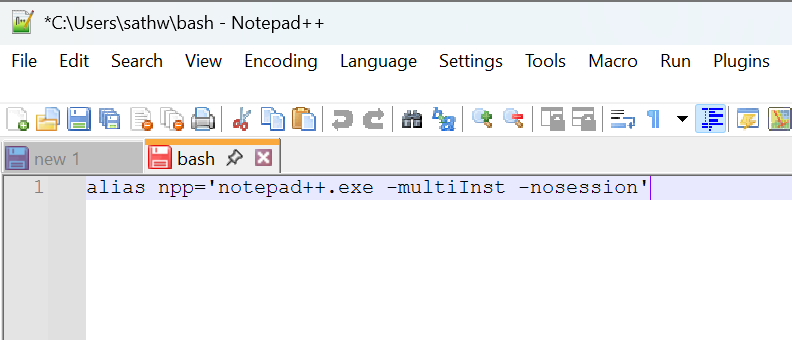 *C:\Users\sathw\bash - Notepad++
File Edit Search View Encoding Language Settings Tools Macro Run Plugins
new 1 bash
1 alias npp='notepad++.exe -multiInst -nosession'